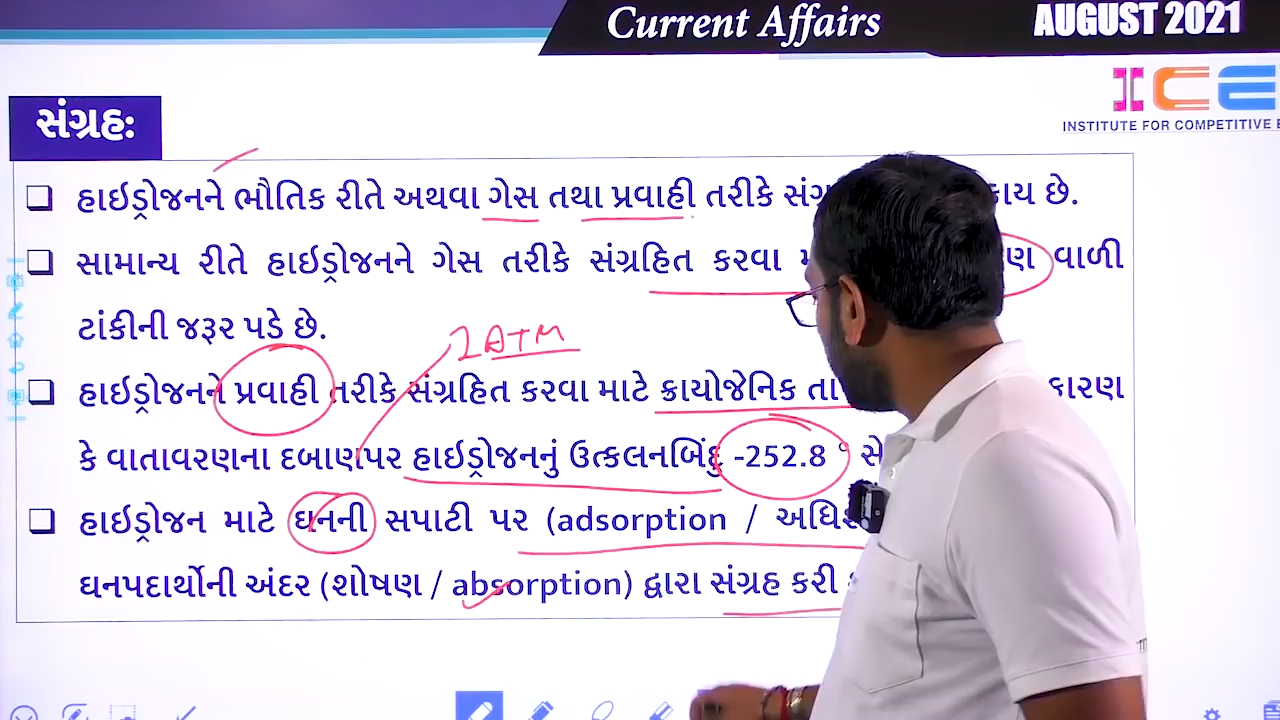 Current Affairs AUGUST 2021
ICE
INSTITUTE FOR COMPETITIVE
સંગ્રહ:
હાઇડ્રોજનને ભૌતિક રીતે અથવા ગેસ તથા પ્રવાહી તરીકે છે.
સામાન્ય રીતે હાઇડ્રોજનને ગેસ તરીકે સંગ્રહિત કરવા વાળી
ટાંકીની જરૂર પડે છે.
2 ATM
હાઇડ્રોજનને પ્રવાહી તરીકે સંગ્રહિત કરવા માટે ક્રાયોજેનિક કારણ
કે વાતાવરણના દબાણપર હાઇડ્રોજનનું ઉત્કલનબિંદુ -252.8 °
હાઇડ્રોજન માટે ઘનની સપાટી પર (adsorption /
ઘનપદાર્થોની અંદર (શોષણ / absorption) દ્વારા સંગ્રહ કરી